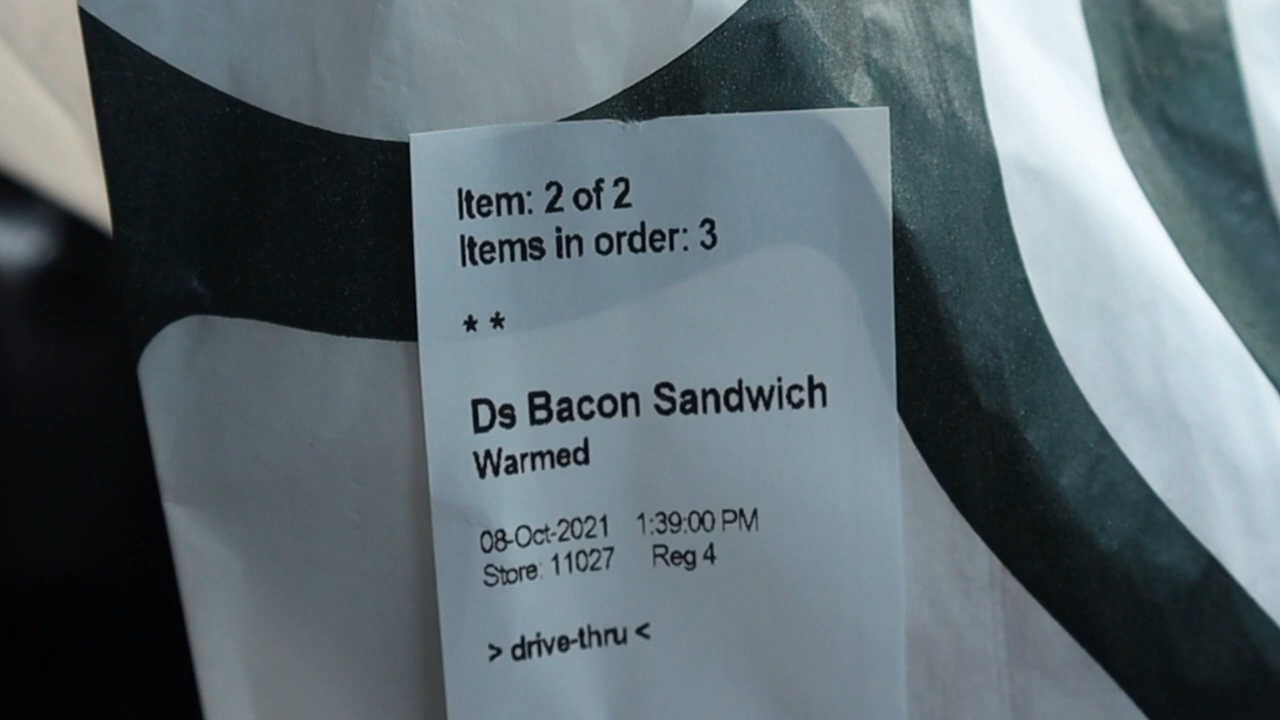 Item: 2 of 2
Items in order: 3
* *
Ds Bacon Sandwich
Warmed
08-Oct-2021 1:39:00 PM
Store: 11027 Reg 4
> drive-thru <